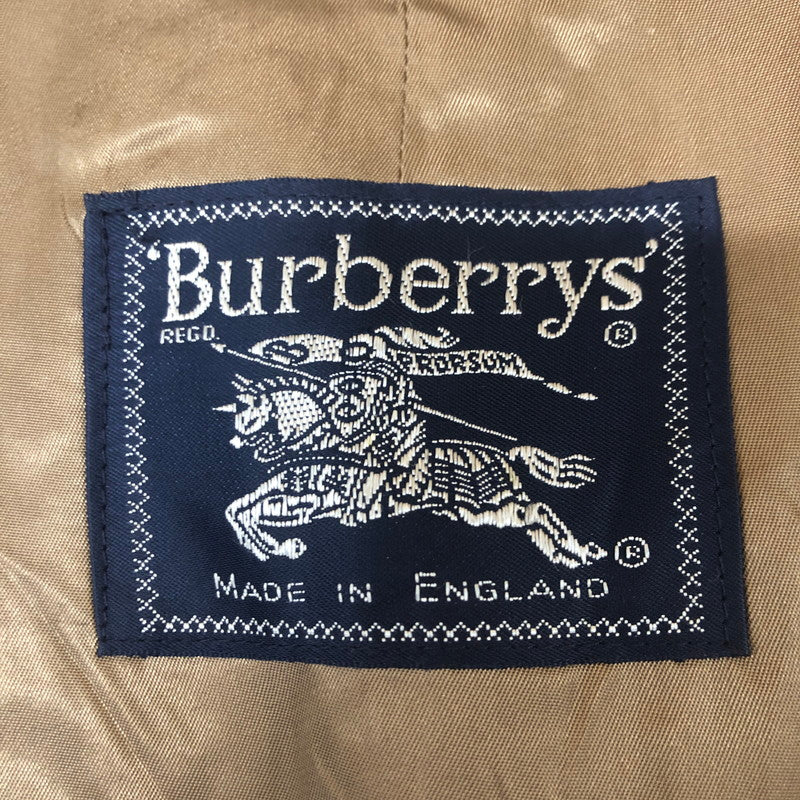 'Burberrys'
REGD. ®
PRORSUM
®
MADE IN ENGLAND